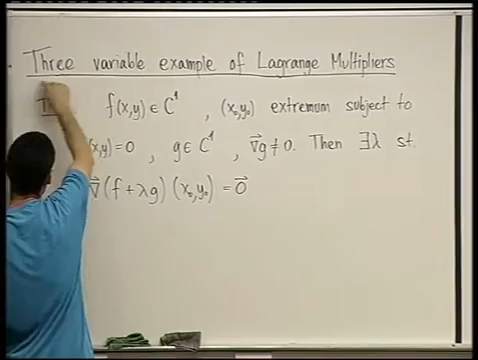 Three variable example of Lagrange Multipliers
f(x,y) ∈ C¹ , (x₀,y₀) extremum subject to
(x,y) = 0 , g ∈ C¹ , ∇⃗g ≠ 0. Then ∃λ st.
∇⃗(f + λg)(x₀,y₀) = 0⃗